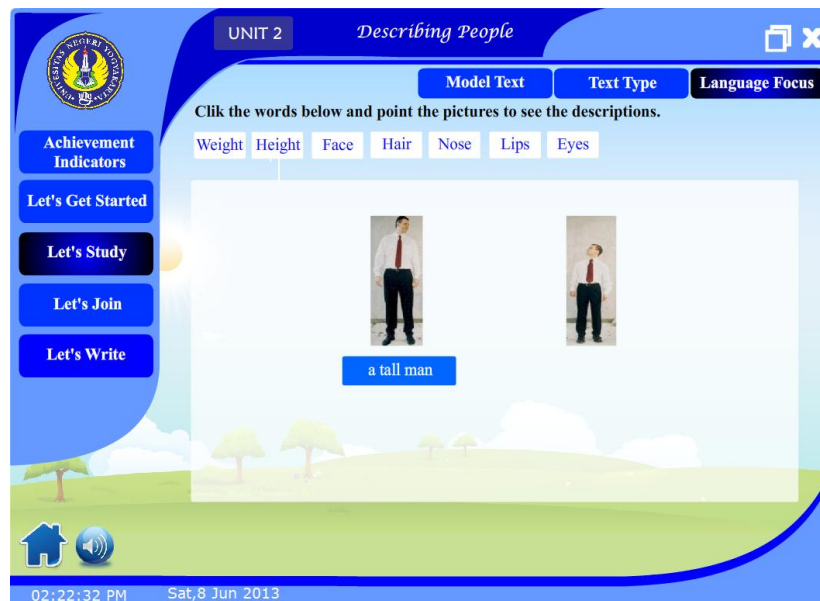 UNIT 2
Describing People
Model Text
Text Type
Language Focus
Clik the words below and point the pictures to see the descriptions.
Weight
Height
Face
Hair
Nose
Lips
Eyes
Achievement
Indicators
Let's Get Started
Let's Study
Let's Join
Let's Write
a tall man
02:22:32 PM
Sat,8 Jun 2013